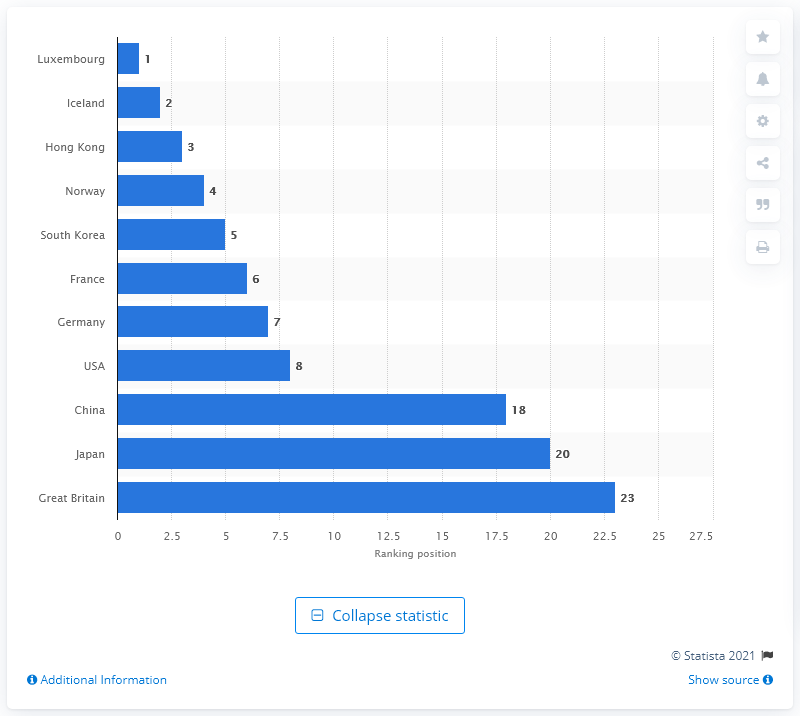 Luxembourg 1
Iceland 2
Hong Kong 3
Norway 4
South Korea 5
France 6
Germany 7
USA 8
China 18
Japan 20
Great Britain 23
0 2.5 5 7.5 10 12.5 15 17.5 20 22.5 25 27.5
Ranking position
Collapse statistic
© Statista 2021
Additional Information Show source